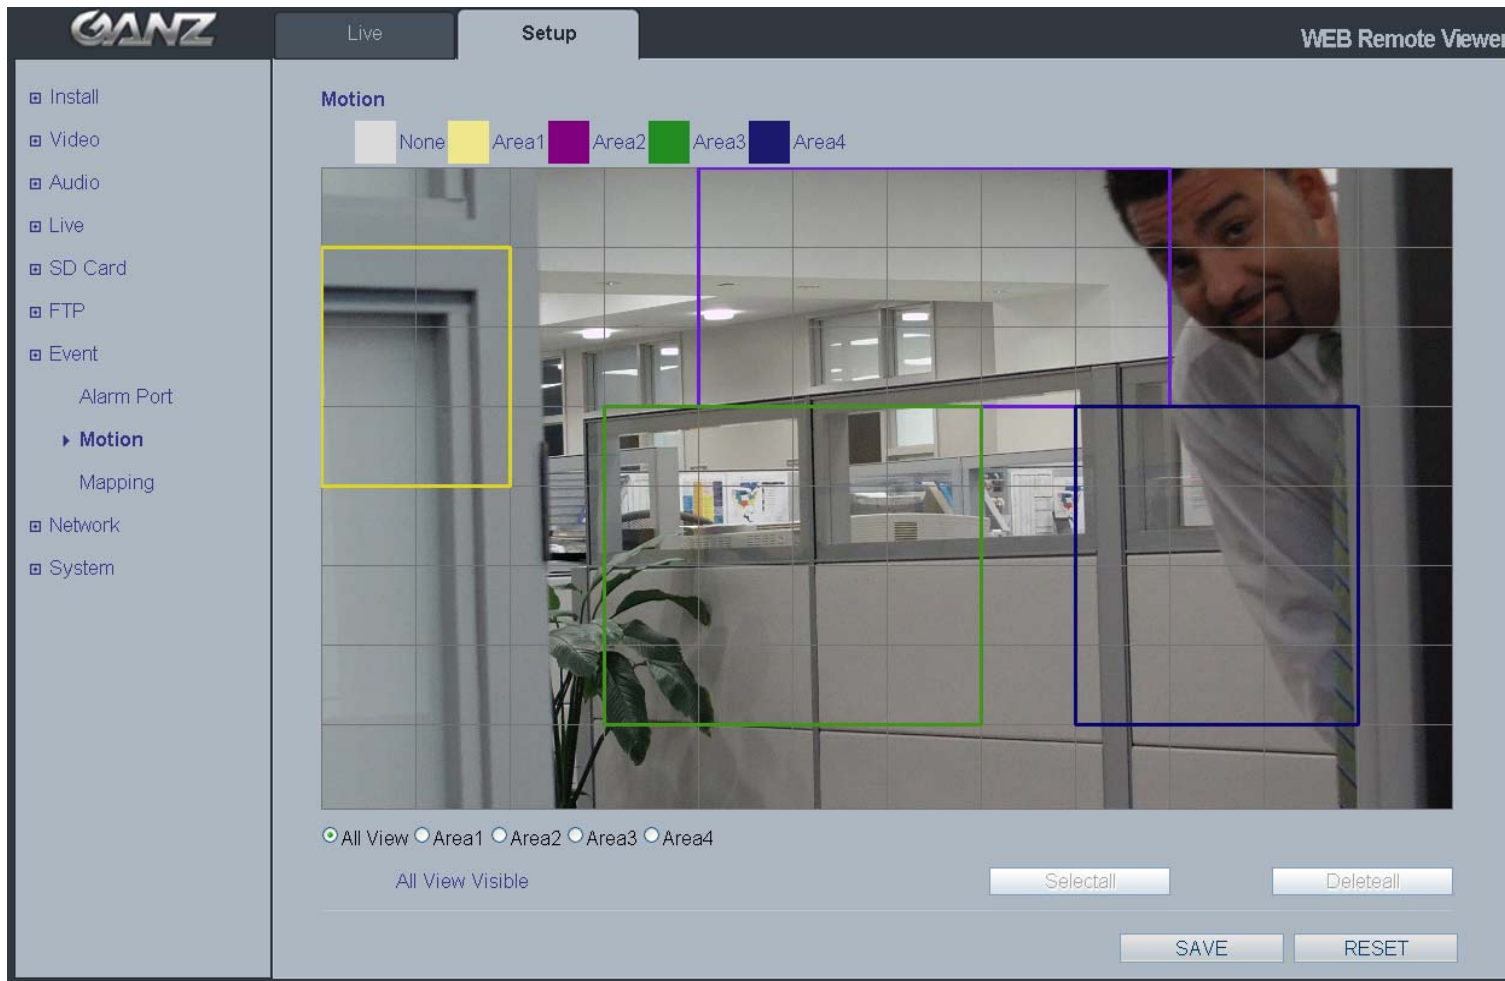 GANZ
Live
Setup
WEB Remote Viewer
Install
Video
Audio
Live
SD Card
FTP
Event
Alarm Port
Motion
Mapping
Network
System
Motion
None Area1 Area2 Area3 Area4
All View Area1 Area2 Area3 Area4
All View Visible
Selectall
Deleteall
SAVE
RESET